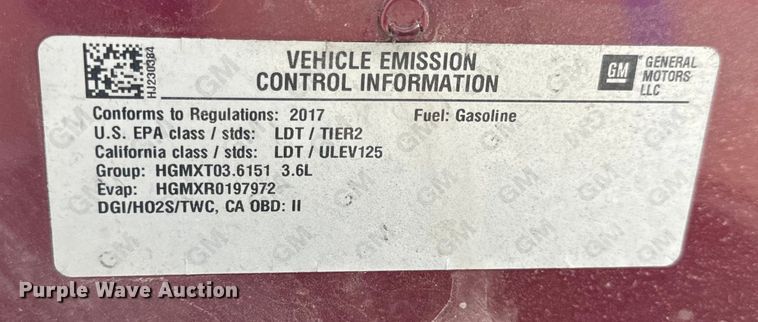 HJ230384
VEHICLE EMISSION
CONTROL INFORMATION
GM
GENERAL
MOTORS
LLC
Conforms to Regulations: 2017 Fuel: Gasoline
U.S. EPA class / stds: LDT / TIER2
California class / stds: LDT / ULEV125
Group: HGMXT03.6151 3.6L
Evap: HGMXR0197972
DGI/HO2S/TWC, CA OBD: II
Purple Wave Auction